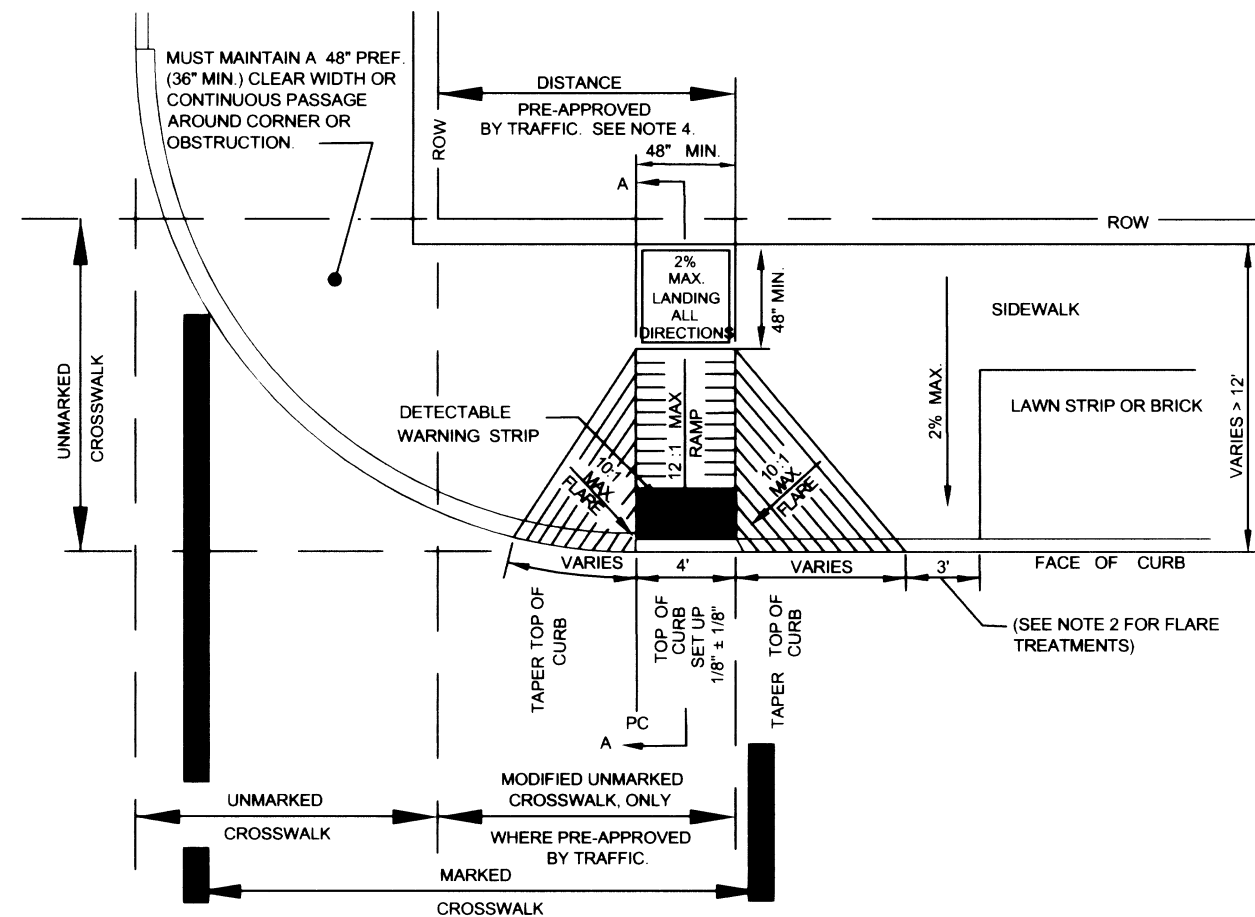 MUST MAINTAIN A 48" PREF.
(36" MIN.) CLEAR WIDTH OR
CONTINUOUS PASSAGE
AROUND CORNER OR
OBSTRUCTION.
DISTANCE
PRE-APPROVED
BY TRAFFIC. SEE NOTE 4.
48" MIN.
ROW
A
ROW
2%
MAX.
LANDING
ALL
DIRECTIONS
48" MIN.
SIDEWALK
2% MAX.
LAWN STRIP OR BRICK
VARIES > 12'
UNMARKED
CROSSWALK
DETECTABLE
WARNING STRIP
10:1
MAX
FLARE
12 :1 MAX
RAMP
10:1
MAX
FLARE
VARIES
4'
VARIES
3'
FACE OF CURB
(SEE NOTE 2 FOR FLARE
TREATMENTS)
TAPER TOP OF
CURB
TOP OF
CURB
SET UP
1/8" ± 1/8"
TAPER TOP OF
CURB
PC
A
UNMARKED
CROSSWALK
MODIFIED UNMARKED
CROSSWALK, ONLY
WHERE PRE-APPROVED
BY TRAFFIC.
MARKED
CROSSWALK